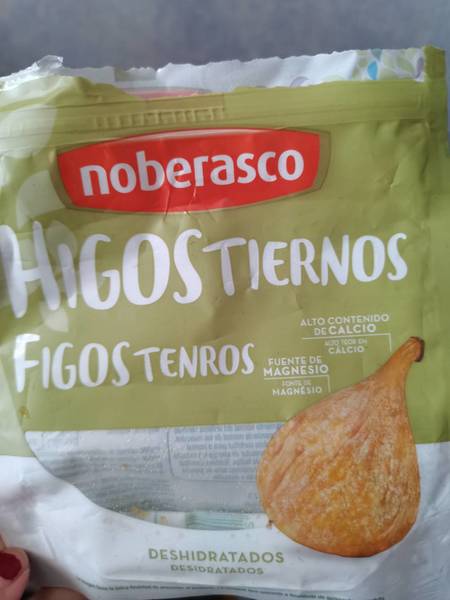 noberasco
HIGOS TIERNOS
FIGOS TENROS
ALTO CONTENIDO
DE CALCIO
ALTO TEOR EM
CÁLCIO
FUENTE DE
MAGNESIO
FONTE DE
MAGNÉSIO
DESHIDRATADOS
DESIDRATADOS